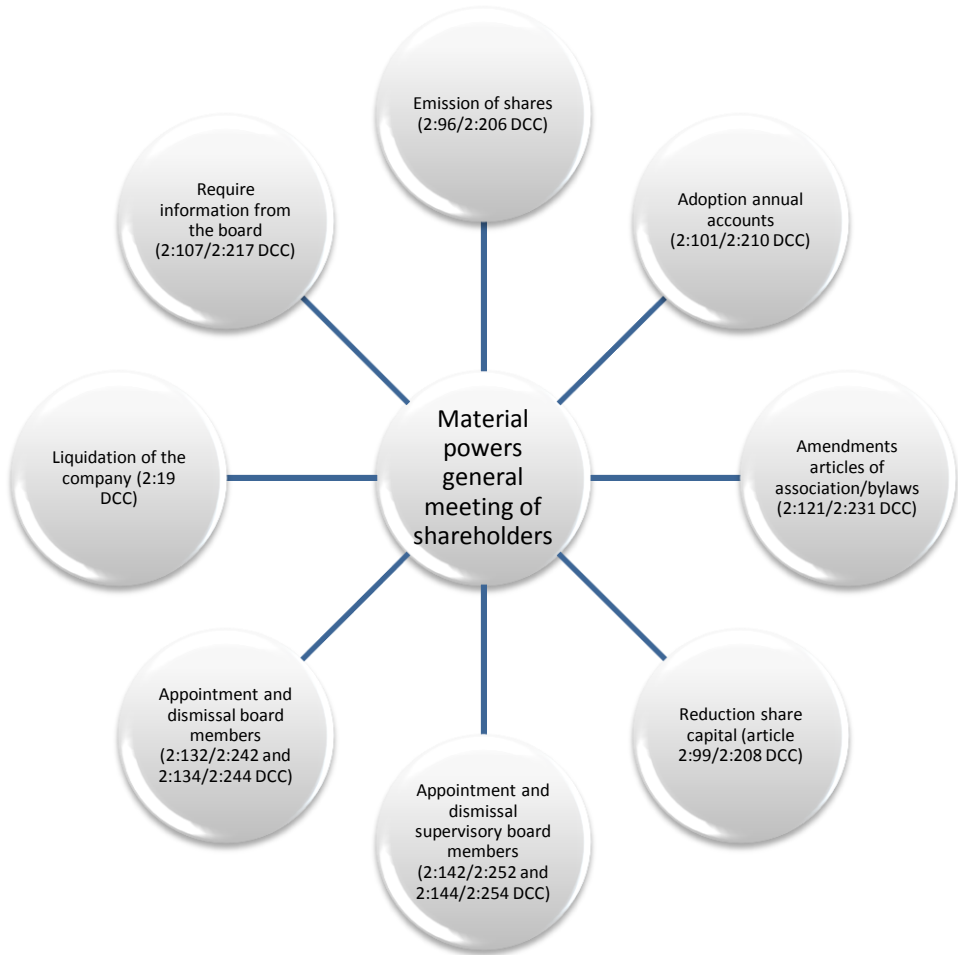 Emission of shares
(2:96/2:206 DCC)
Adoption annual
accounts
(2:101/2:210 DCC)
Amendments
articles of
association/bylaws
(2:121/2:231 DCC)
Reduction share
capital (article
2:99/2:208 DCC)
Appointment and
dismissal
supervisory board
members
(2:142/2:252 and
2:144/2:254 DCC)
Appointment and
dismissal board
members
(2:132/2:242 and
2:134/2:244 DCC)
Liquidation of the
company (2:19
DCC)
Require
information from
the board
(2:107/2:217 DCC)
Material
powers
general
meeting of
shareholders